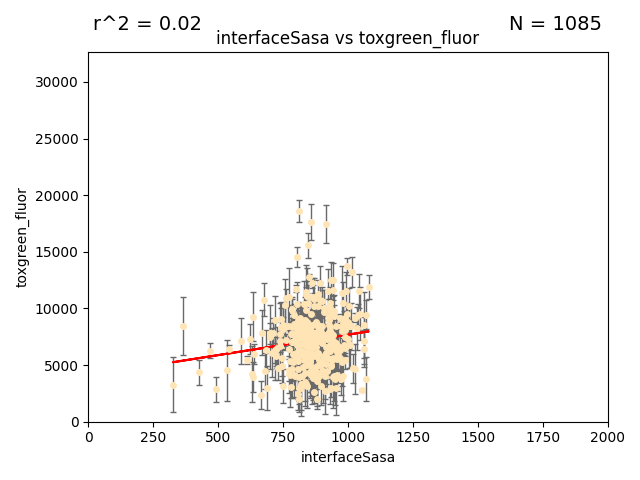 r^2 = 0.02
N = 1085
interfaceSasa vs toxgreen_fluor
30000
25000
20000
15000
10000
5000
0
toxgreen_fluor
0 250 500 750 1000 1250 1500 1750 2000
interfaceSasa